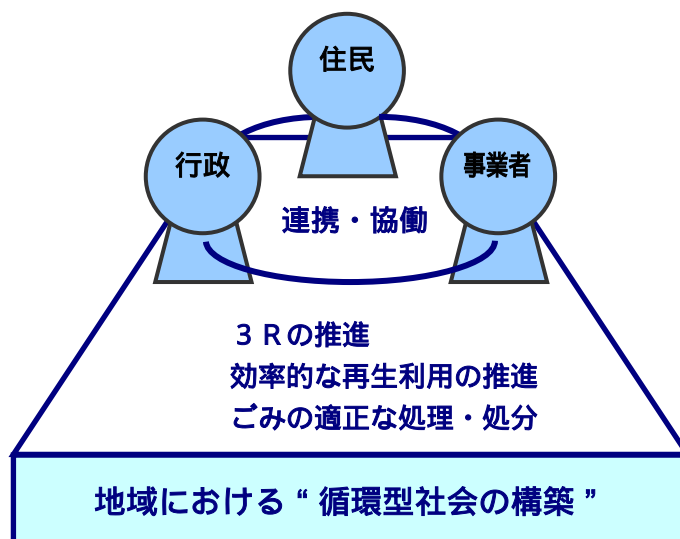 住民
行政
事業者
連携・協働
３Ｒの推進
効率的な再生利用の推進
ごみの適正な処理・処分
地域における“循環型社会の構築”